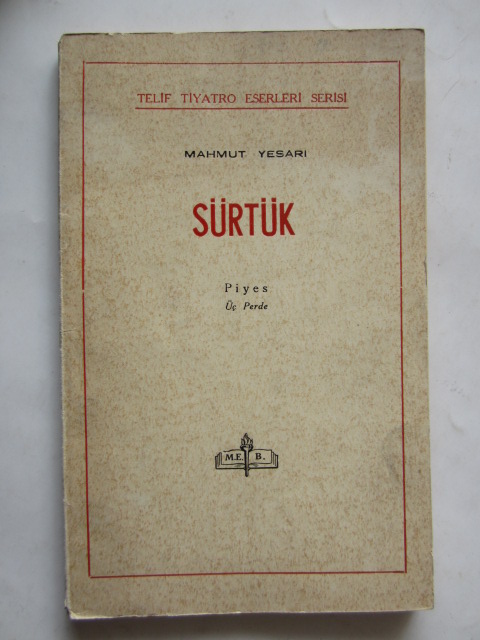 TELİF TİYATRO ESERLERİ SERİSİ
MAHMUT YESARI
SÜRTÜK
Piyes
Üç Perde
M.E. B.